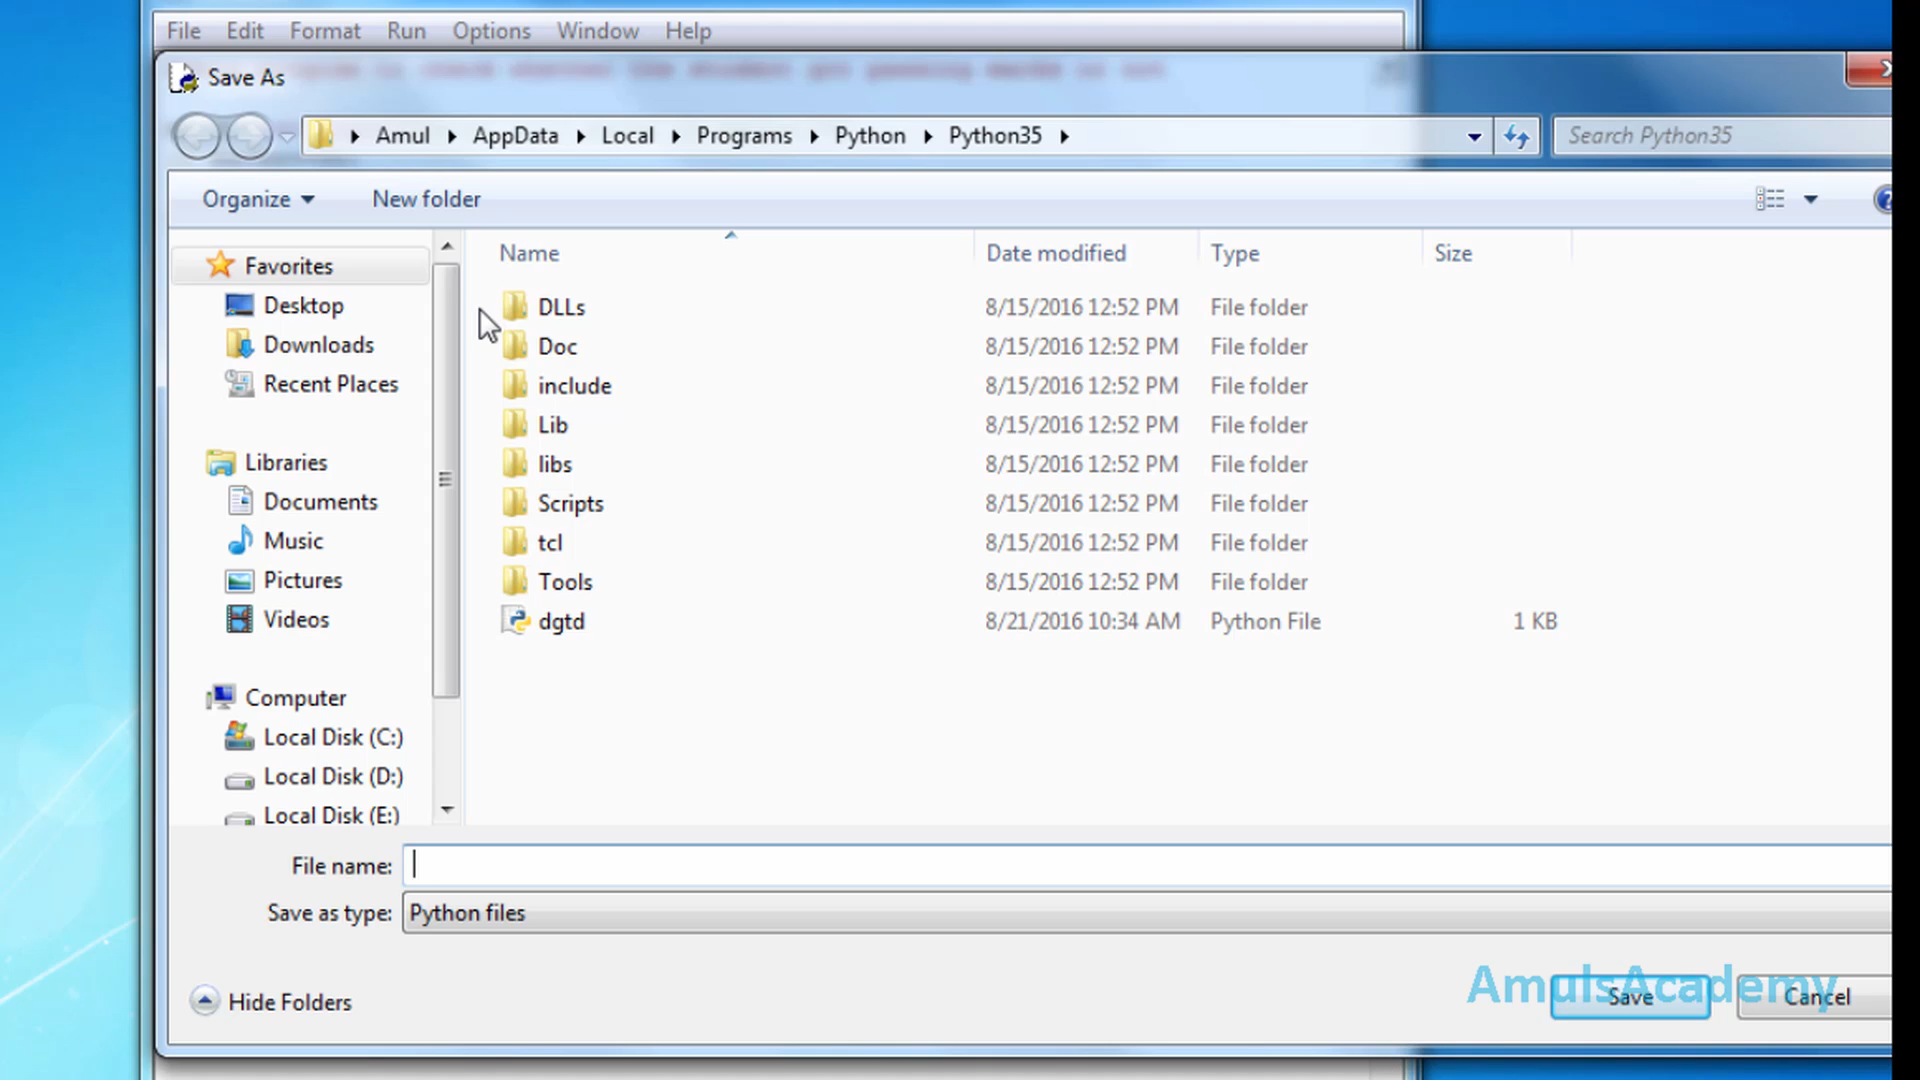 File Edit Format Run Options Window Help
Save As
Amul AppData Local Programs Python Python35
Search Python35
Organize New folder
Name Date modified Type Size
Favorites
Desktop
Downloads
Recent Places
Libraries
Documents
Music
Pictures
Videos
Computer
Local Disk (C:)
Local Disk (D:)
Local Disk (E:)
DLLs 8/15/2016 12:52 PM File folder
Doc 8/15/2016 12:52 PM File folder
include 8/15/2016 12:52 PM File folder
Lib 8/15/2016 12:52 PM File folder
libs 8/15/2016 12:52 PM File folder
Scripts 8/15/2016 12:52 PM File folder
tcl 8/15/2016 12:52 PM File folder
Tools 8/15/2016 12:52 PM File folder
dgtd 8/21/2016 10:34 AM Python File 1 KB
File name:
Save as type: Python files
AmulsAcademy
Hide Folders
Save Cancel